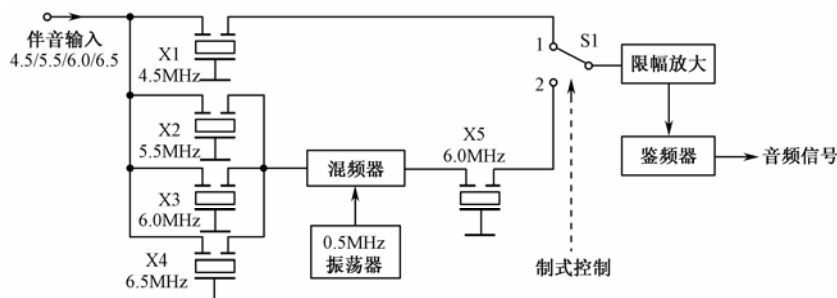 伴音输入
4.5/5.5/6.0/6.5
X1
4.5MHz
X2
5.5MHz
X3
6.0MHz
X4
6.5MHz
混频器
0.5MHz
振荡器
X5
6.0MHz
1
2
S1
制式控制
限幅放大
鉴频器
音频信号